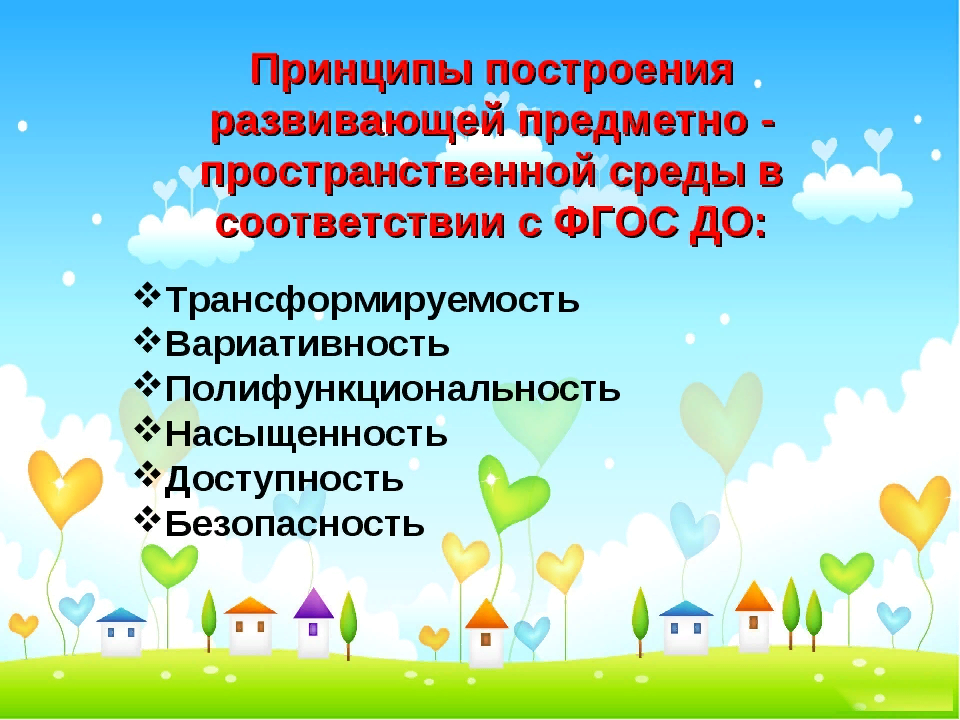 Принципы построения
развивающей предметно -
пространственной среды в
соответствии с ФГОС ДО:
❖Трансформируемость
❖Вариативность
❖Полифункциональность
❖Насыщенность
❖Доступность
❖Безопасность